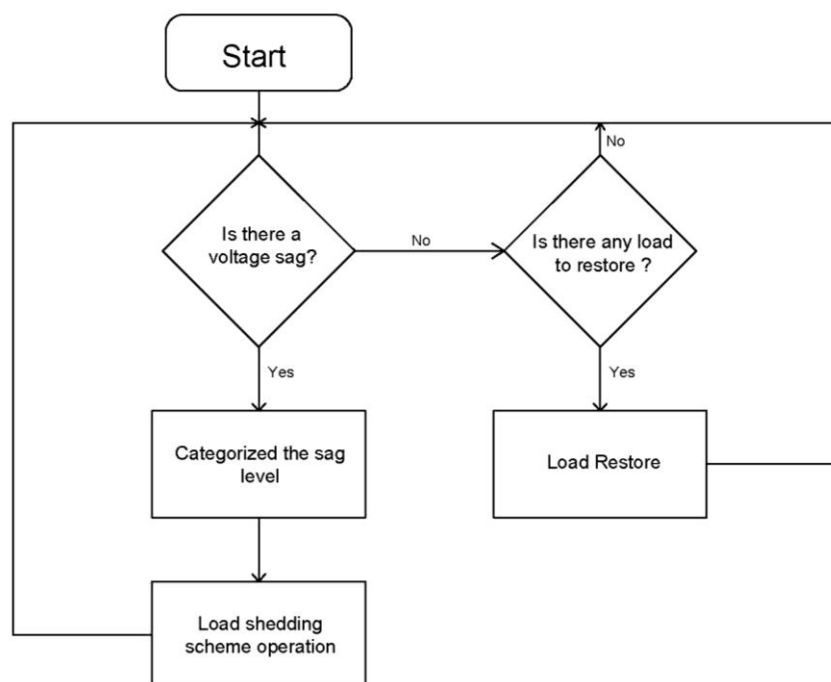 Start
No
Is there a
voltage sag?
No
Is there any load
to restore ?
Yes
Yes
Categorized the sag
level
Load Restore
Load shedding
scheme operation